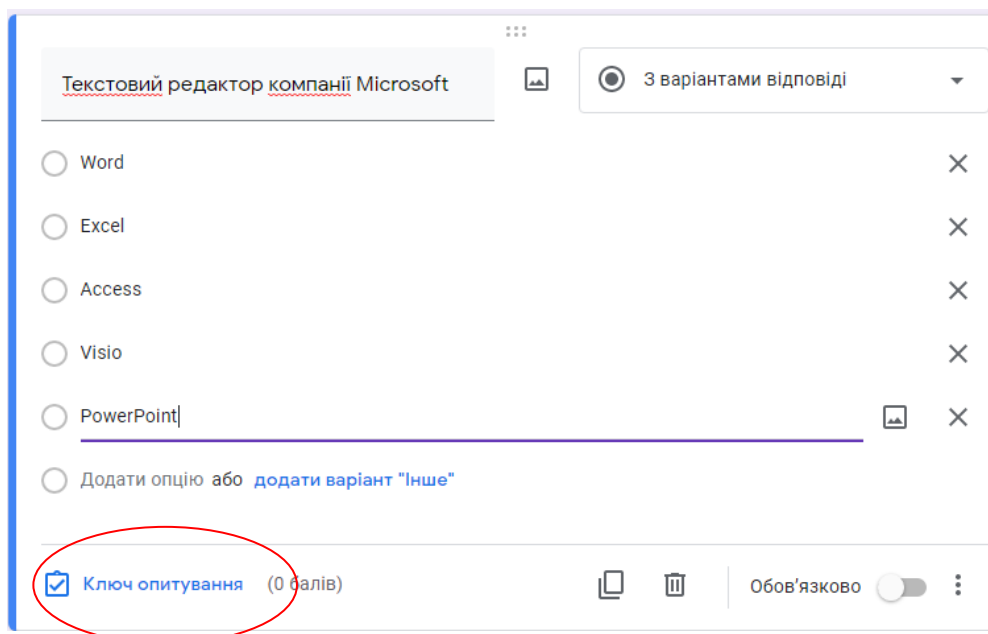 Текстовий редактор компанії Microsoft
З варіантами відповіді
Word
Excel
Access
Visio
PowerPoint
Додати опцію або додати варіант "Інше"
Ключ опитування (0 балів)
Обов'язково